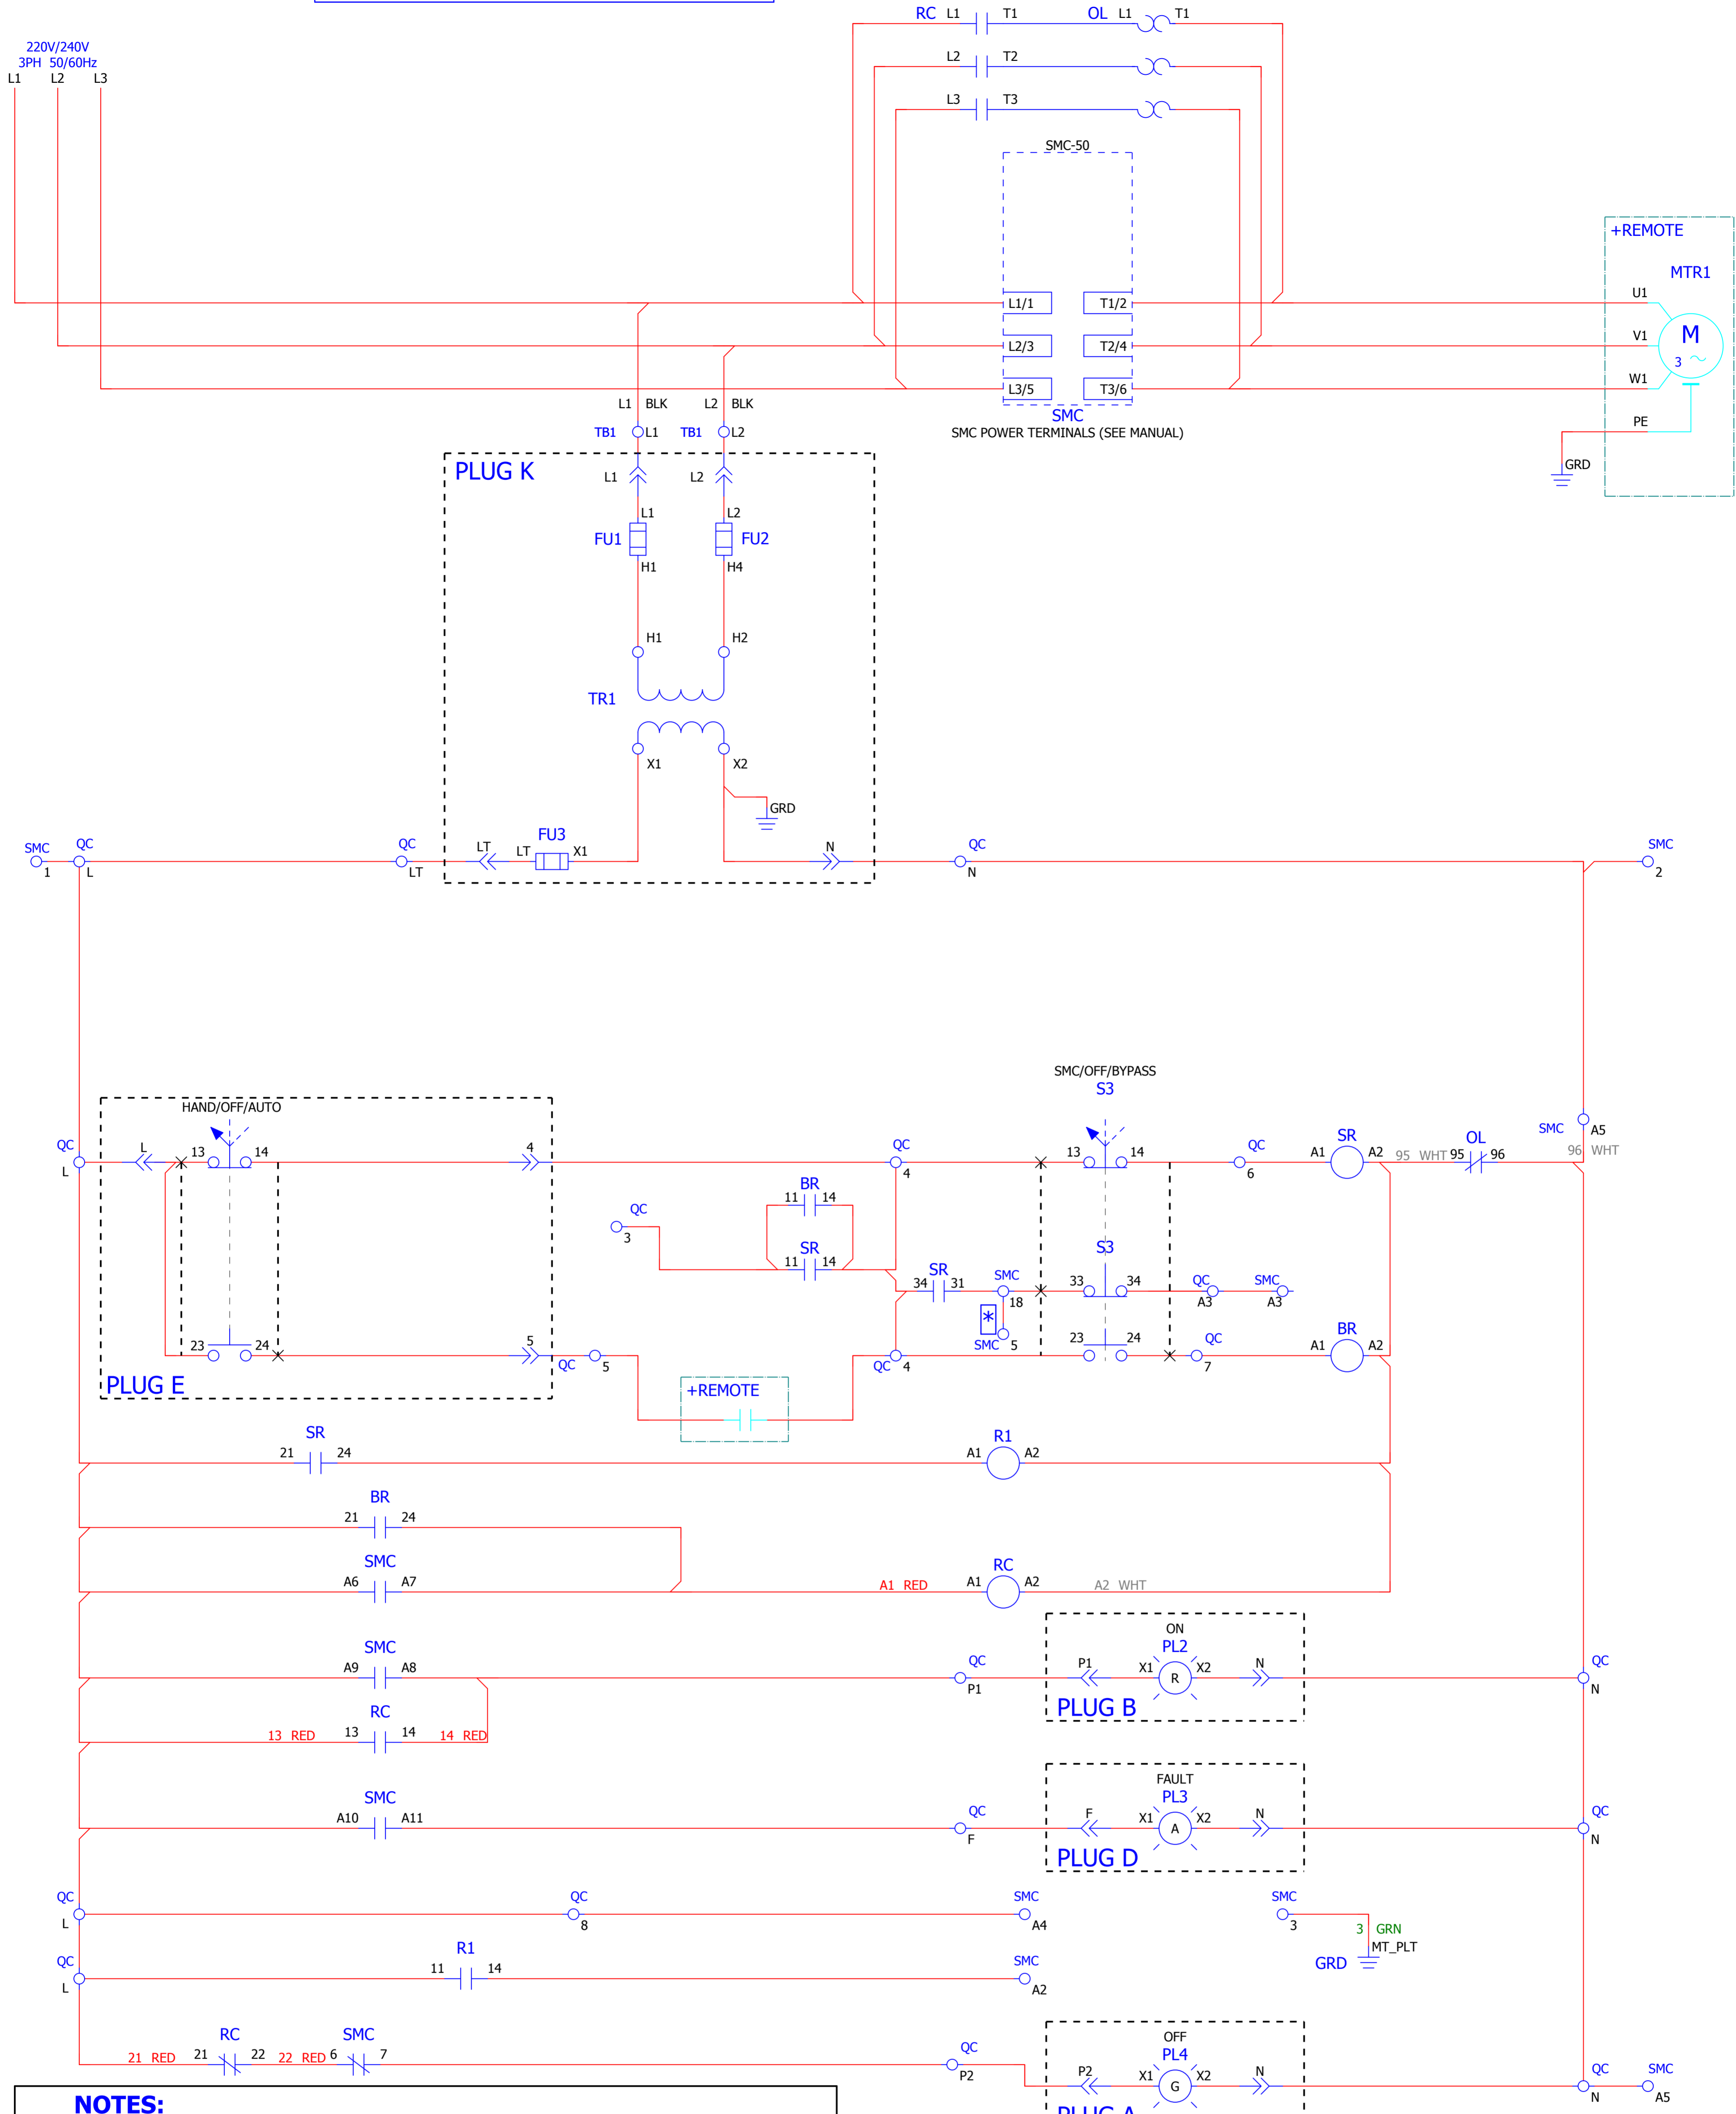 RC L1 T1 OL L1 T1
220V/240V
3PH 50/60Hz
L1 L2 L3
L2 T2
L3 T3
SMC-50
+REMOTE
MTR1
U1
L1/1 T1/2
V1
M
3
L2/3 T2/4
W1
L3/5 T3/6
L1 BLK L2 BLK
SMC
SMC POWER TERMINALS (SEE MANUAL)
PE
TB1 L1 TB1 L2
GRD
PLUG K
L1 L2
L1 L2
FU1 FU2
H1 H4
H1 H2
TR1
X1 X2
GRD
FU3
SMC QC QC LT LT X1 N QC SMC
1 L LT N 2
SMC/OFF/BYPASS
S3
HAND/OFF/AUTO
SMC A5
QC L 13 14 4 QC 13 14 QC SR OL
L 4 6 A1 A2 95 WHT 95 96 96 WHT
BR
11 14
QC
3
SR
11 14
S3
SR
34 31 SMC 33 34 QC SMC
18 A3 A3
*
SMC 5
23 24 5 23 24 QC BR
QC 5 QC 4 7 A1 A2
PLUG E
+REMOTE
SR
21 24
R1
A1 A2
BR
21 24
SMC
A6 A7
RC
A1 RED A1 A2 A2 WHT
ON
SMC PL2
A9 A8 QC P1 X1 R X2 N QC
P1 N
PLUG B
RC
13 RED 13 14 14 RED
FAULT
SMC PL3
A10 A11 QC F X1 A X2 N QC
F N
PLUG D
QC QC SMC SMC
L 8 A4 3
3 GRN
MT_PLT
GRD
QC R1 SMC
11 14
L A2
OFF
RC SMC PL4
21 RED 21 22 22 RED 6 7 QC
P2 P2 X1 G X2 N QC SMC
N A5
NOTES:
PLUG A